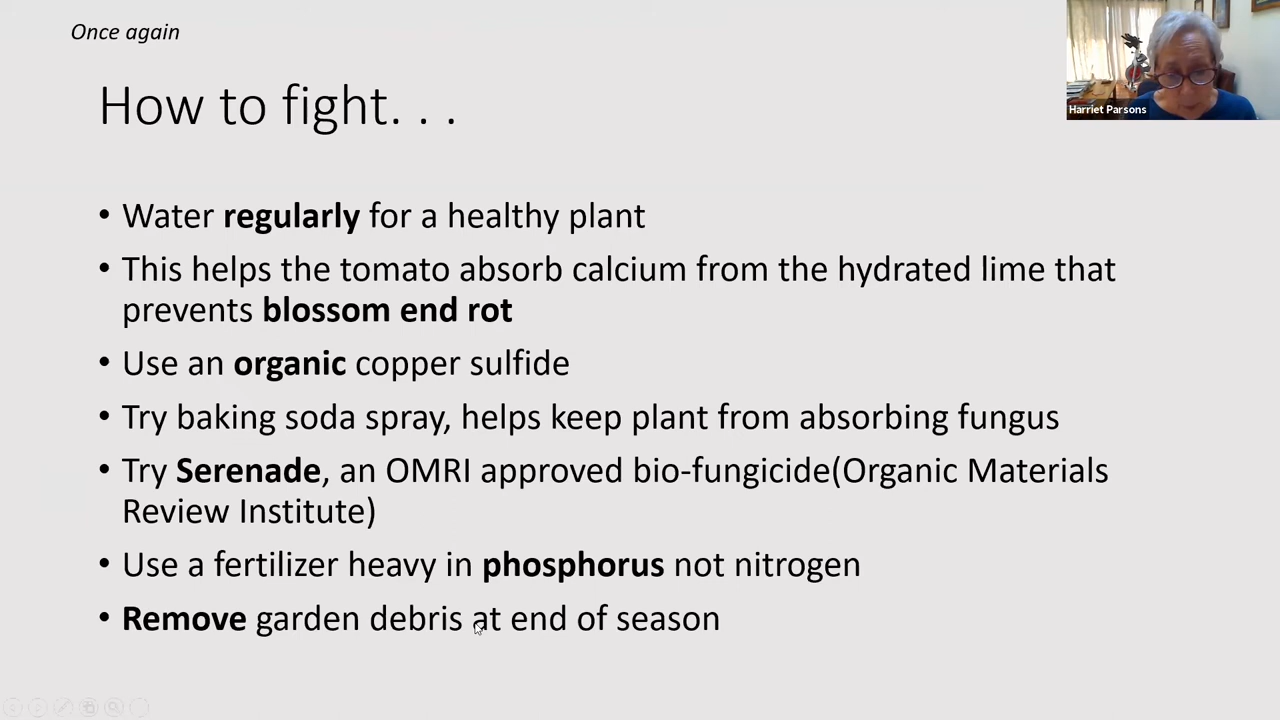 Once again
How to fight. . .
Harriet Parsons
• Water regularly for a healthy plant
• This helps the tomato absorb calcium from the hydrated lime that
prevents blossom end rot
• Use an organic copper sulfide
• Try baking soda spray, helps keep plant from absorbing fungus
• Try Serenade, an OMRI approved bio-fungicide(Organic Materials
Review Institute)
• Use a fertilizer heavy in phosphorus not nitrogen
• Remove garden debris at end of season